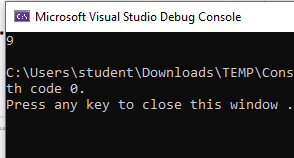 Microsoft Visual Studio Debug Console
9
C:\Users\student\Downloads\TEMP\Cons
th code 0.
Press any key to close this window .